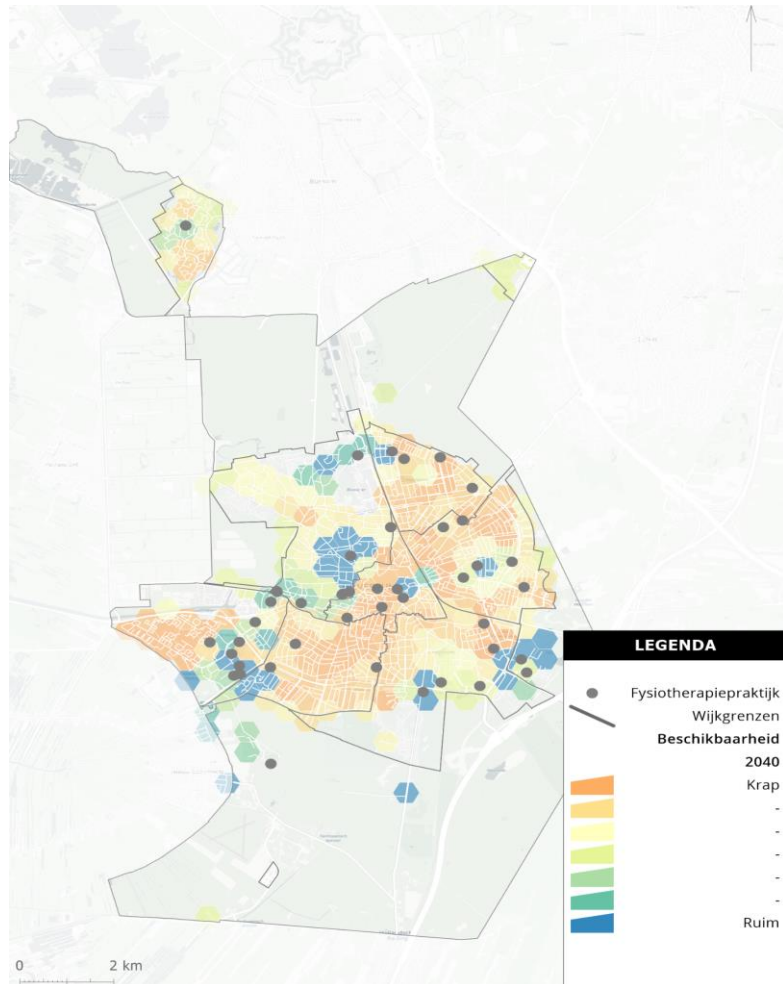 LEGENDA
Fysiotherapiepraktijk
Wijkgrenzen
Beschikbaarheid
2040
Krap
-
-
-
-
-
Ruim
0 2 km